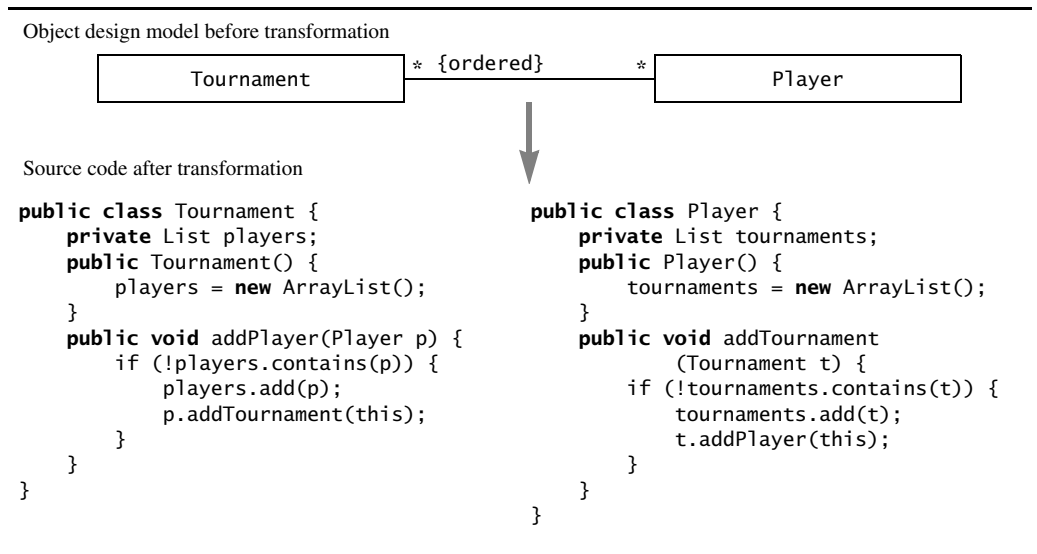 Object design model before transformation
Tournament * {ordered} * Player
Source code after transformation
public class Tournament {
    private List players;
    public Tournament() {
        players = new ArrayList();
    }
    public void addPlayer(Player p) {
        if (!players.contains(p)) {
            players.add(p);
            p.addTournament(this);
        }
    }
}
public class Player {
    private List tournaments;
    public Player() {
        tournaments = new ArrayList();
    }
    public void addTournament
            (Tournament t) {
        if (!tournaments.contains(t)) {
            tournaments.add(t);
            t.addPlayer(this);
        }
    }
}